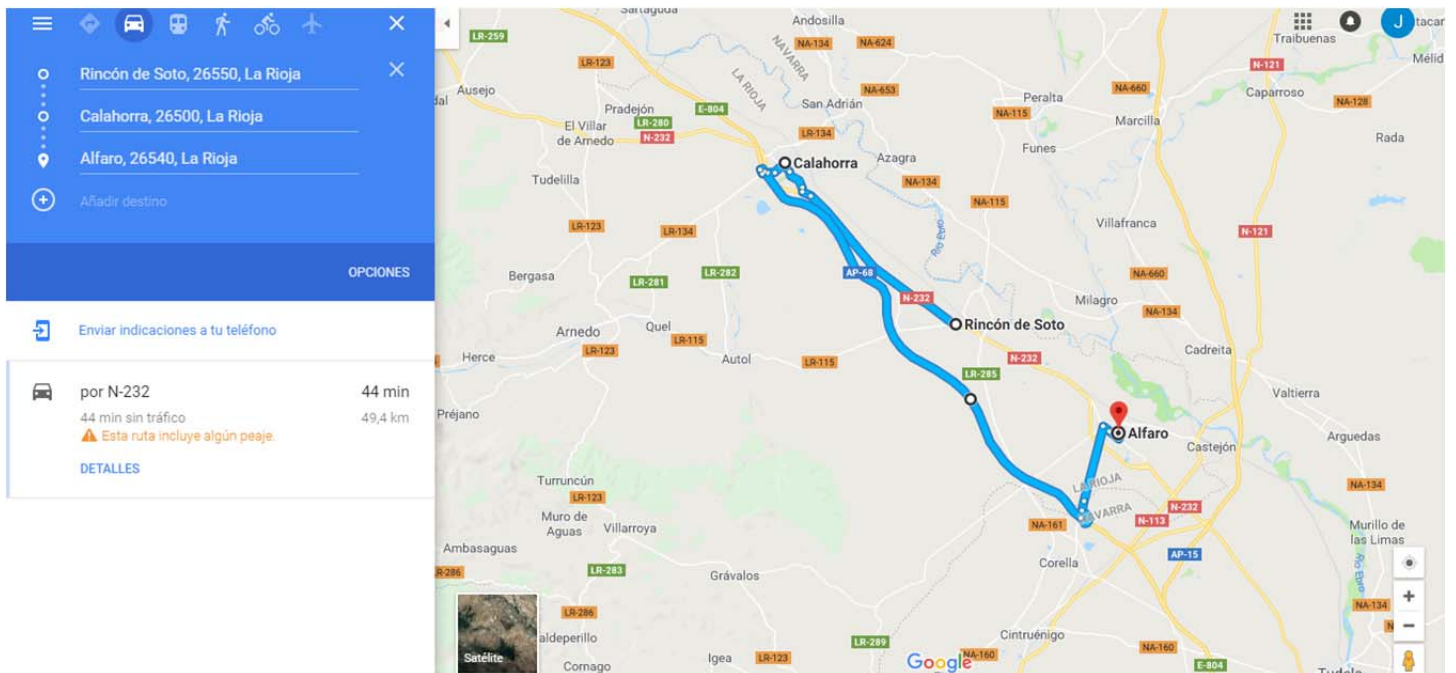 Rincón de Soto, 26550, La Rioja
Calahorra, 26500, La Rioja
Alfaro, 26540, La Rioja
Añadir destino
OPCIONES
Enviar indicaciones a tu teléfono
por N-232 44 min
44 min sin tráfico 49,4 km
Esta ruta incluye algún peaje.
DETALLES
Sartaguda
Andosilla
J
Traibuenas
LR-259
NAVARRA
NA-134
NA-624
LR-123
LA RIOJA
N-121
Ausejo
NA-653
NA-660
Caparroso
Pradejón
E-804
San Adrián
Peralta
NA-128
El Villar
de Arnedo
LR-280
N-232
NA-115
Marcilla
LR-134
Funes
Rada
Calahorra
Azagra
Tudelilla
NA-134
NA-115
LR-123
LR-134
Río Ebro
Villafranca
N-121
Bergasa
LR-281
LR-282
AP-68
NA-660
N-232
Milagro
NA-134
Arnedo
Quel
Rincón de Soto
LR-123
LR-115
Herce
Autol
LR-115
N-232
Cadreita
LR-285
Valtierra
Préjano
Alfaro
Arguedas
Castejón
Turruncún
LA RIOJA
NA-134
LR-123
NAVARRA
N-232
Muro de
Aguas
Villarroya
NA-161
N-113
Murillo de
las Limas
Ambasaguas
AP-15
Corella
LR-283
Grávalos
Río Ebro
R-286
LR-286
NA-134
Cintruénigo
LR-289
NA-160
Satélite
Cornago
Igea
LR-123
Google
NA-160
E-804